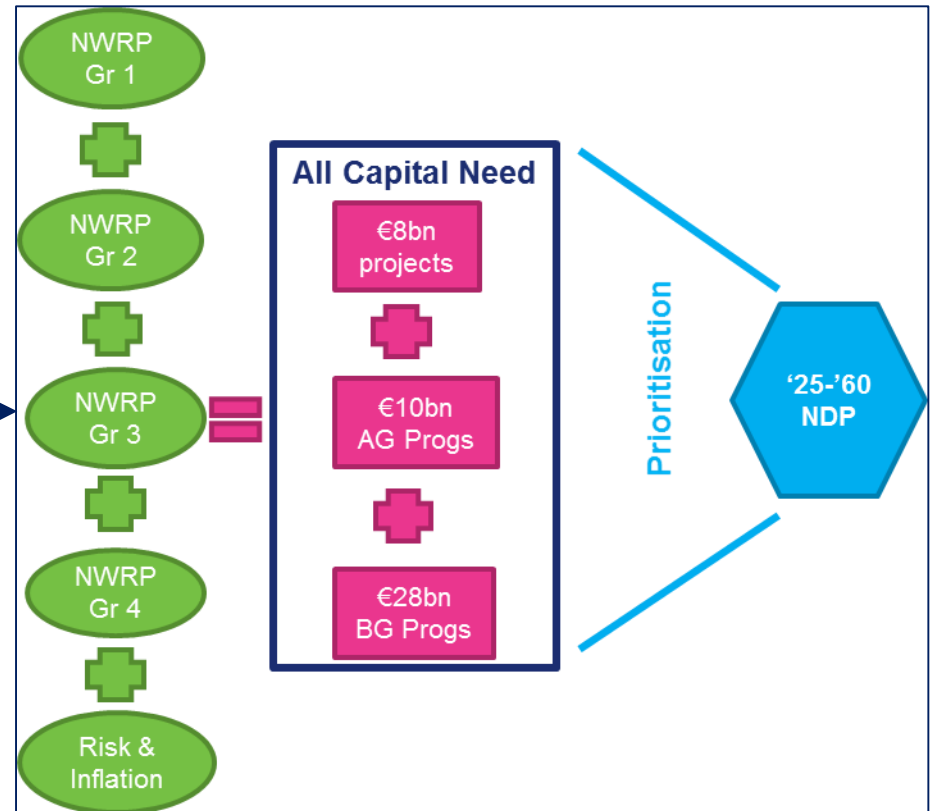 NWRP
Gr 1
NWRP
Gr 2
NWRP
Gr 3
NWRP
Gr 4
Risk &
Inflation
All Capital Need
€8bn
projects
€10bn
AG Progs
€28bn
BG Progs
Prioritisation
‘25-’60
NDP